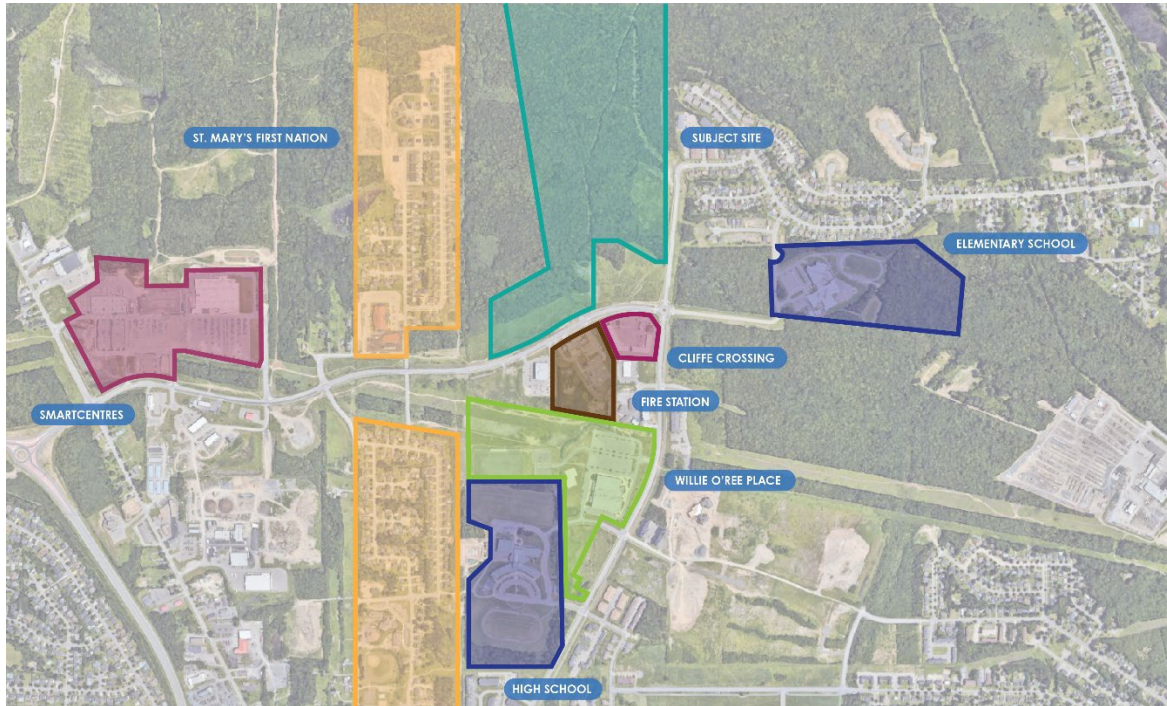 ST. MARY'S FIRST NATION
SUBJECT SITE
ELEMENTARY SCHOOL
CLIFFE CROSSING
SMARTCENTRES
FIRE STATION
WILLIE O'REE PLACE
HIGH SCHOOL